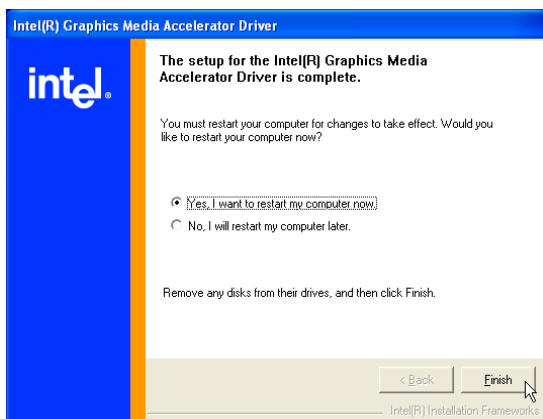 Intel(R) Graphics Media Accelerator Driver
intel.
The setup for the Intel(R) Graphics Media
Accelerator Driver is complete.
You must restart your computer for changes to take effect. Would you
like to restart your computer now?
Yes, I want to restart my computer now.
No, I will restart my computer later.
Remove any disks from their drives, and then click Finish.
< Back
Finish
Intel(R) Installation Frameworks